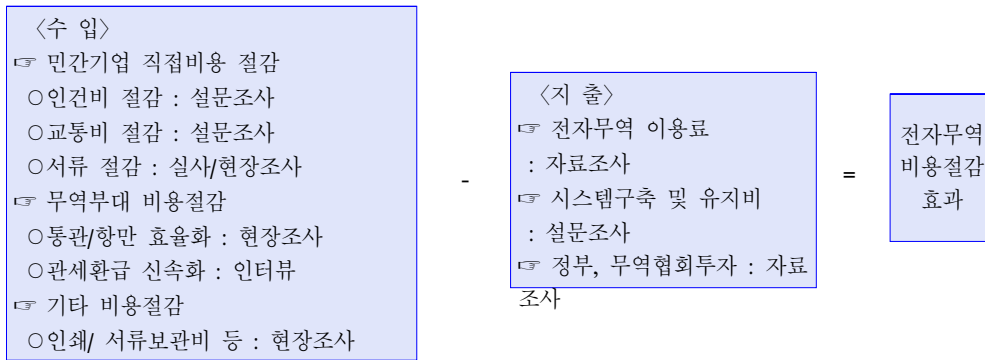 〈수 입〉
☞ 민간기업 직접비용 절감
○인건비 절감 : 설문조사
○교통비 절감 : 설문조사
○서류 절감 : 실사/현장조사
☞ 무역부대 비용절감
○통관/항만 효율화 : 현장조사
○관세환급 신속화 : 인터뷰
☞ 기타 비용절감
○인쇄/ 서류보관비 등 : 현장조사
-
〈지 출〉
☞ 전자무역 이용료
: 자료조사
☞ 시스템구축 및 유지비
: 설문조사
☞ 정부, 무역협회투자 : 자료
조사
=
전자무역
비용절감
효과